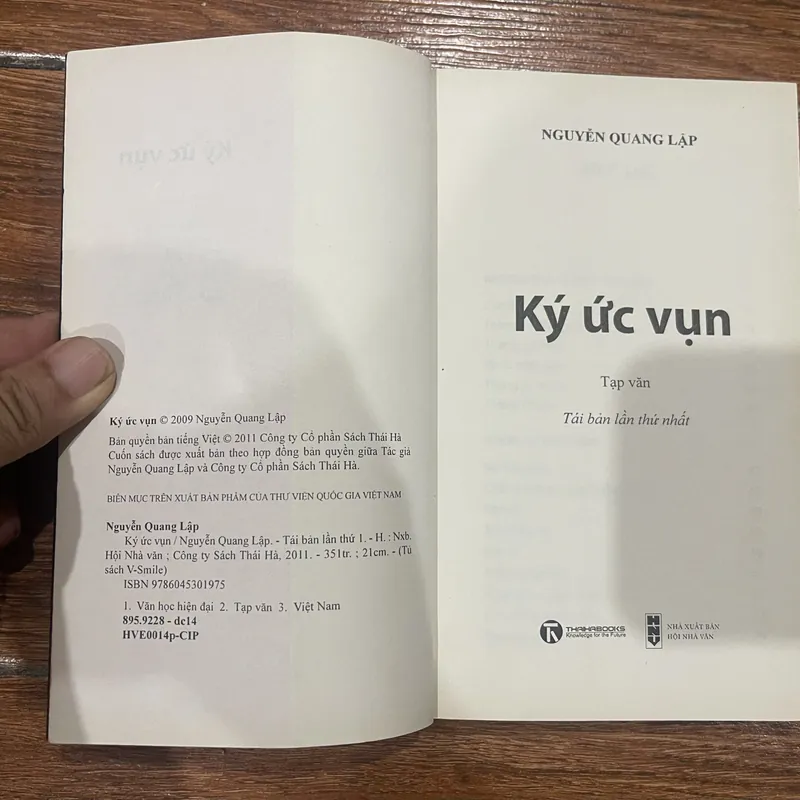 Ký ức vụn © 2009 Nguyễn Quang Lập
Bản quyền bản tiếng Việt © 2011 Công ty Cổ phần Sách Thái Hà
Cuốn sách được xuất bản theo hợp đồng bản quyền giữa Tác giả
Nguyễn Quang Lập và Công ty Cổ phần Sách Thái Hà.
BIÊN MỤC TRÊN XUẤT BẢN PHẨM CỦA THƯ VIỆN QUỐC GIA VIỆT NAM
Nguyễn Quang Lập
Ký ức vụn / Nguyễn Quang Lập. - Tái bản lần thứ 1. - H. : Nxb.
Hội Nhà văn ; Công ty Sách Thái Hà, 2011. - 351tr. ; 21cm. - (Tủ
sách V-Smile)
ISBN 9786045301975
1. Văn học hiện đại 2. Tạp văn 3. Việt Nam
895.9228 - dc14
HVE0014p-CIP
NGUYỄN QUANG LẬP
Ký ức vụn
Tạp văn
Tái bản lần thứ nhất
THAIHABOOKS
Knowledge for the Future
HNV
NHÀ XUẤT BẢN
HỘI NHÀ VĂN